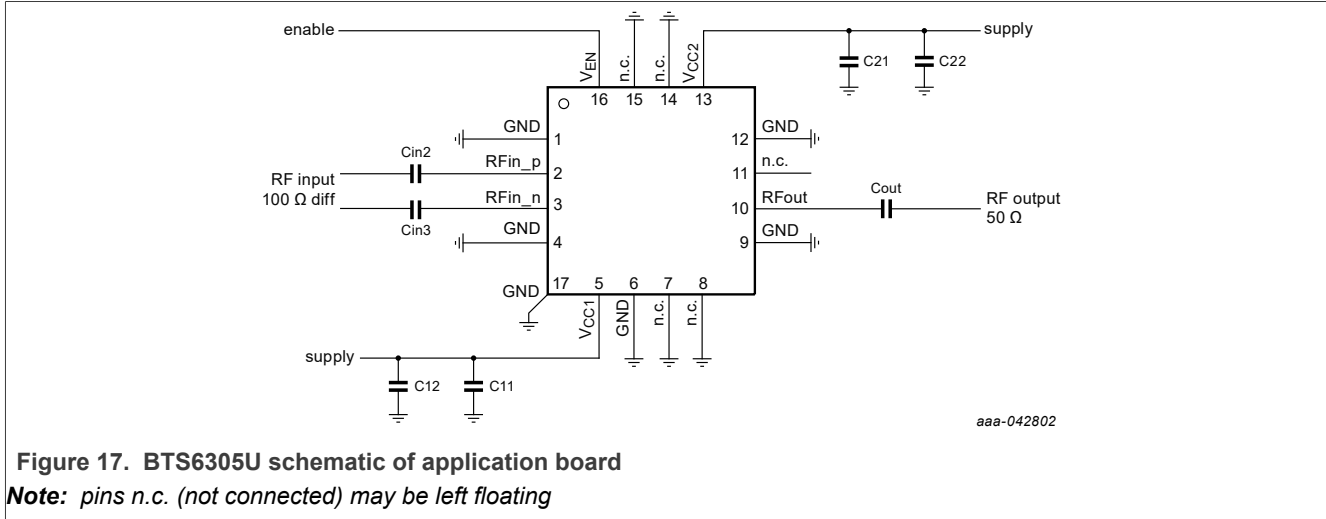 enable
supply
C21
C22
VEN
n.c.
n.c.
VCC2
16 15 14 13
GND
1
GND
12
Cin2
RFin_p
2
n.c.
11
RF input
100 Ω diff
RFin_n
3
RFout
10
Cout
RF output
50 Ω
Cin3
GND
4
GND
9
GND
17 5 6 7 8
VCC1
GND
n.c.
n.c.
supply
C12
C11
aaa-042802
Figure 17. BTS6305U schematic of application board
Note: pins n.c. (not connected) may be left floating